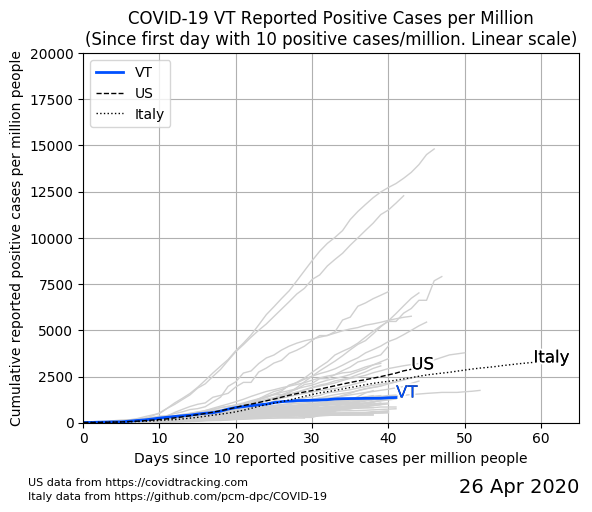 COVID-19 VT Reported Positive Cases per Million
(Since first day with 10 positive cases/million. Linear scale)
Cumulative reported positive cases per million people
20000
17500
15000
12500
10000
7500
5000
2500
0
VT
US
Italy
US
Italy
VT
0 10 20 30 40 50 60
Days since 10 reported positive cases per million people
US data from https://covidtracking.com
Italy data from https://github.com/pcm-dpc/COVID-19
26 Apr 2020